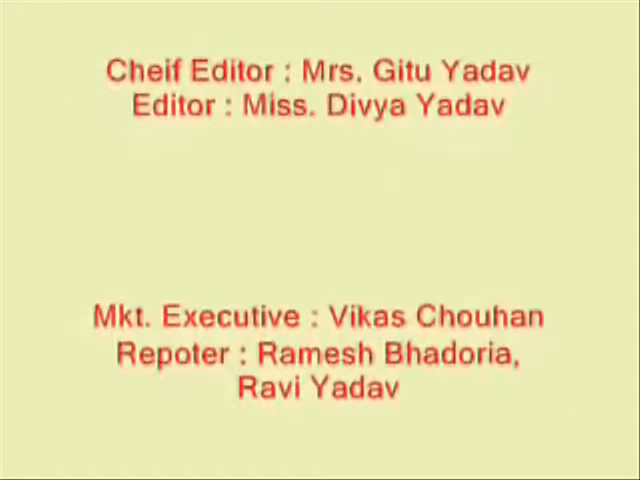 Cheif Editor : Mrs. Gitu Yadav
Editor : Miss. Divya Yadav
Mkt. Executive : Vikas Chouhan
Repoter : Ramesh Bhadoria,
Ravi Yadav